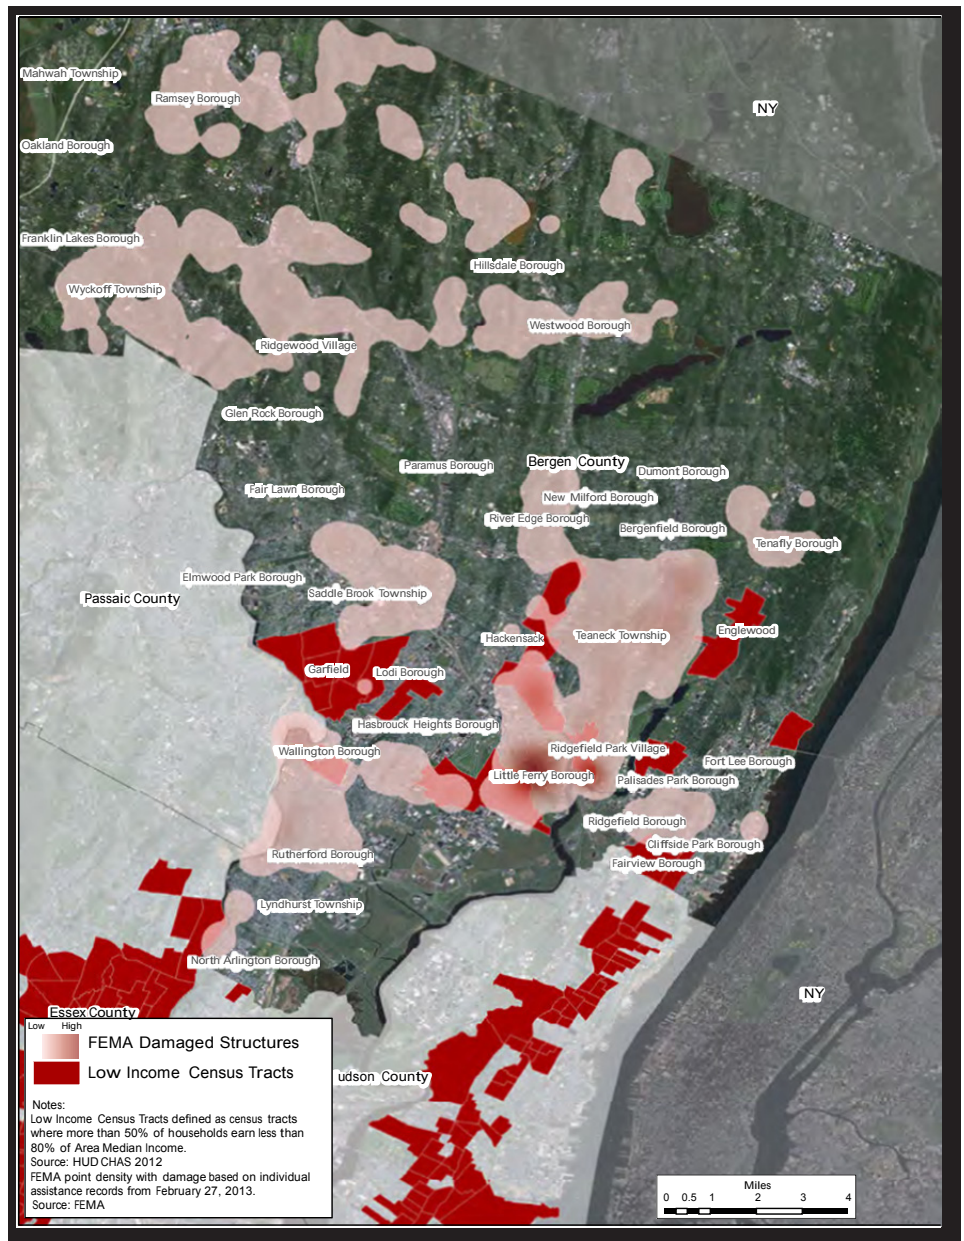 NY
Mahwah Township
Ramsey Borough
Oakland Borough
Franklin Lakes Borough
Hillsdale Borough
Wyckoff Township
Westwood Borough
Ridgewood Village
Glen Rock Borough
Paramus Borough
Bergen County
Dumont Borough
Fair Lawn Borough
New Milford Borough
River Edge Borough
Bergenfield Borough
Tenafly Borough
Elmwood Park Borough
Saddle Brook Township
Passaic County
Hackensack
Teaneck Township
Englewood
Garfield
Lodi Borough
Hasbrouck Heights Borough
Wallington Borough
Ridgefield Park Village
Fort Lee Borough
Little Ferry Borough
Palisades Park Borough
Ridgefield Borough
Cliffside Park Borough
Rutherford Borough
Fairview Borough
Lyndhurst Township
North Arlington Borough
NY
Essex County
udson County
Low High
FEMA Damaged Structures
Low Income Census Tracts
Notes:
Low Income Census Tracts defined as census tracts
where more than 50% of households earn less than
80% of Area Median Income.
Source: HUD CHAS 2012
FEMA point density with damage based on individual
assistance records from February 27, 2013.
Source: FEMA
Miles
0 0.5 1 2 3 4